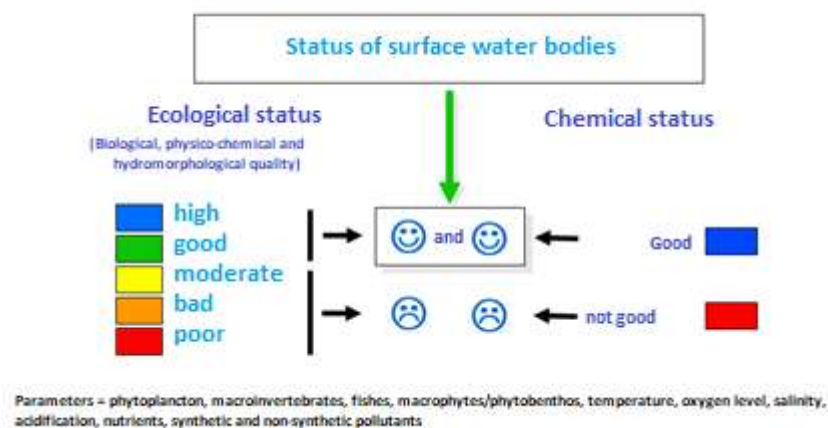 Status of surface water bodies
Ecological status
(Biological, physico-chemical and
hydromorphological quality)
Chemical status
high
good
moderate
bad
poor
and
Good
not good
Parameters = phytoplancton, macroinvertebrates, fishes, macrophytes/phytobenthos, temperature, oxygen level, salinity,
acidification, nutrients, synthetic and non-synthetic pollutants